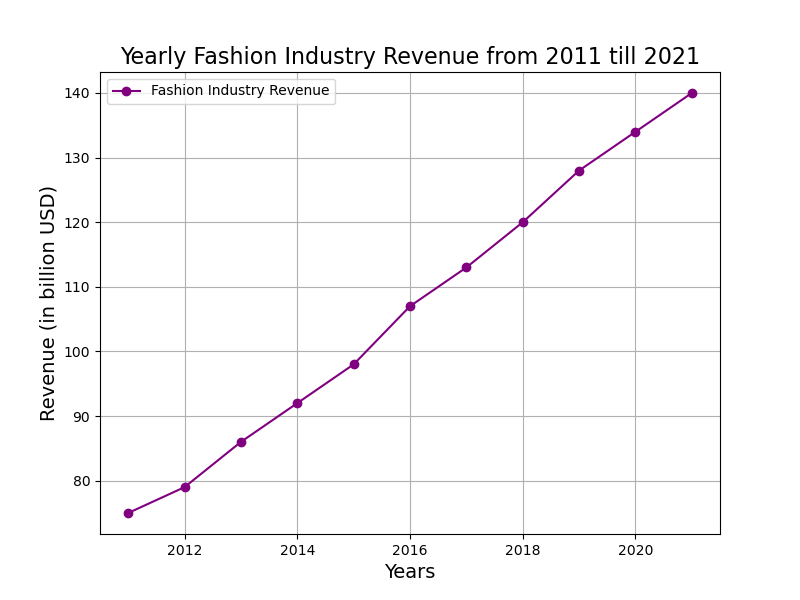 Yearly Fashion Industry Revenue from 2011 till 2021
Fashion Industry Revenue
140
130
120
110
100
90
80
Revenue (in billion USD)
2012 2014 2016 2018 2020
Years